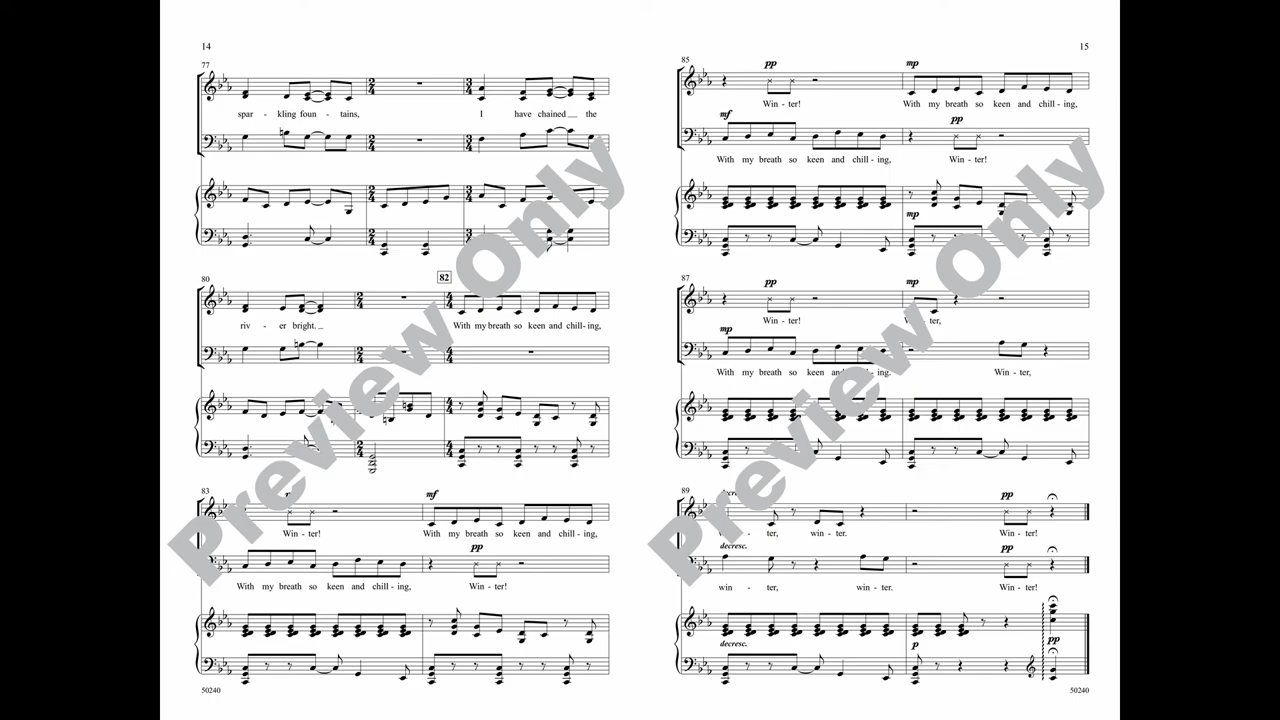 14
77
spar - kling foun - tains, I have chained the
80
82
riv - er bright. With my breath so keen and chill - ing,
83
mf
Win - ter! With my breath so keen and chill - ing,
pp
With my breath so keen and chill - ing, Win - ter!
50240
15
85
pp mp
Win - ter! With my breath so keen and chill - ing,
mf pp
With my breath so keen and chill - ing, Win - ter!
mp
87
pp mp
Win - ter! ter,
mp
With my breath so keen and chill - ing. Win - ter,
89
pp
ter, win - ter. Win - ter!
decresc. pp
win - ter, win - ter. Win - ter!
decresc. p pp
50240
Preview Only
Preview Only